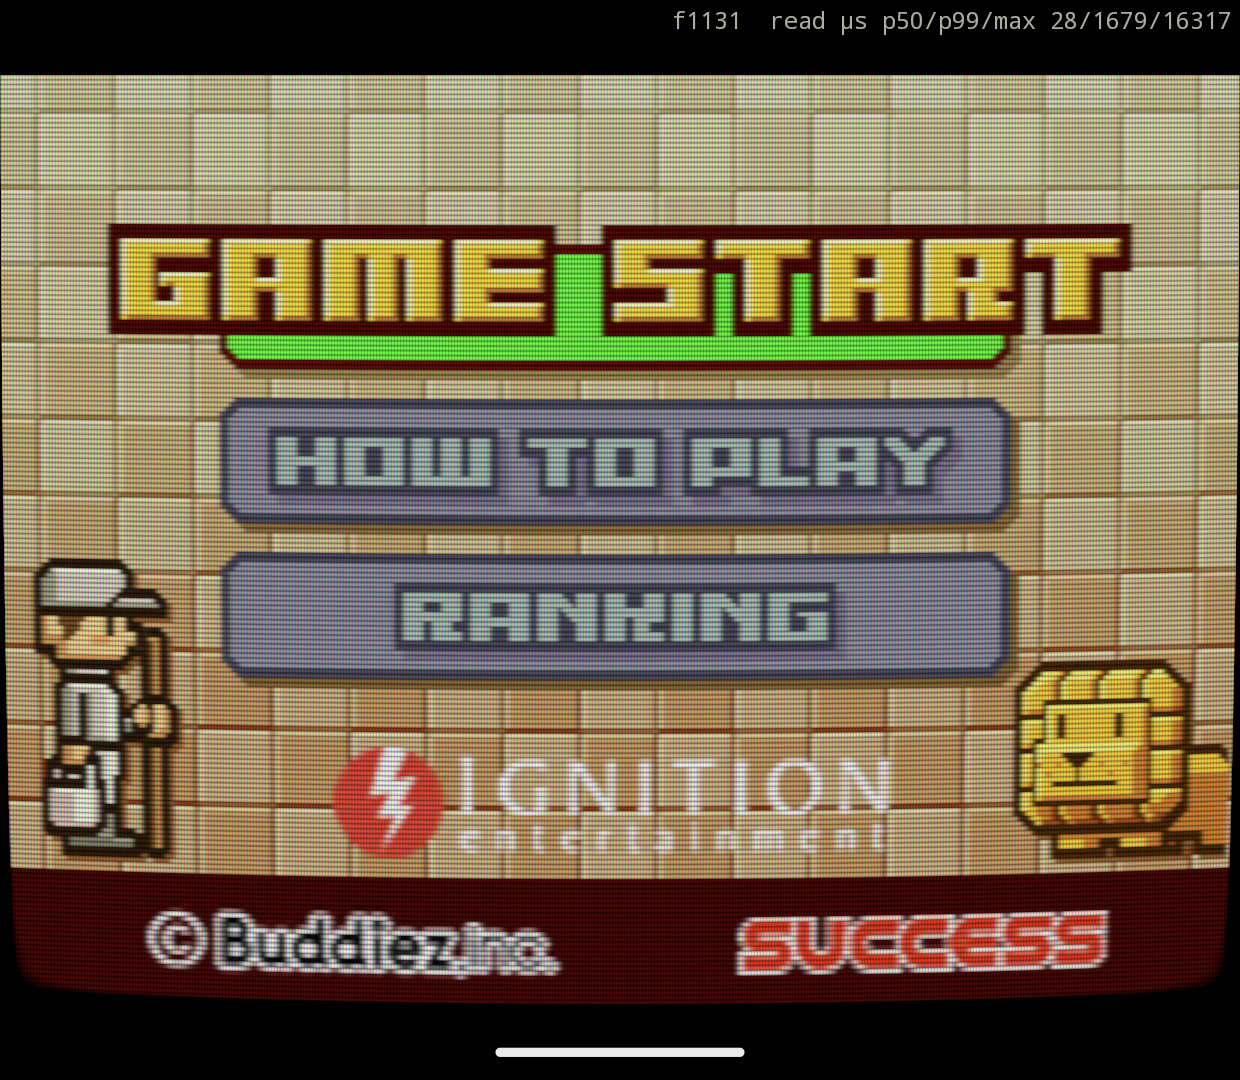 f1131 read µs p50/p99/max 28/1679/16317
GAME START
HOW TO PLAY
RANKING
IGNITION
entertainment
© Buddiez,Inc. SUCCESS